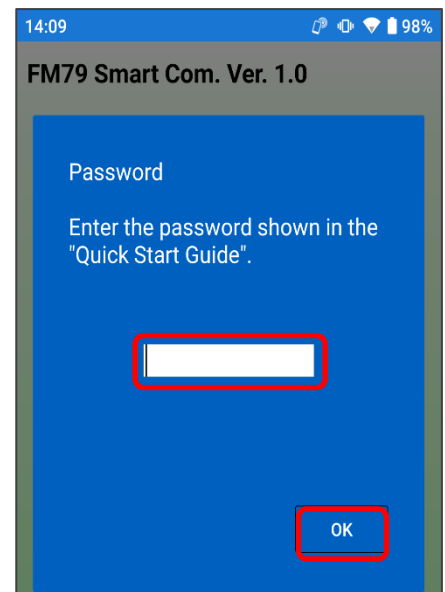 14:09 98%
FM79 Smart Com. Ver. 1.0
Password
Enter the password shown in the
"Quick Start Guide".
OK